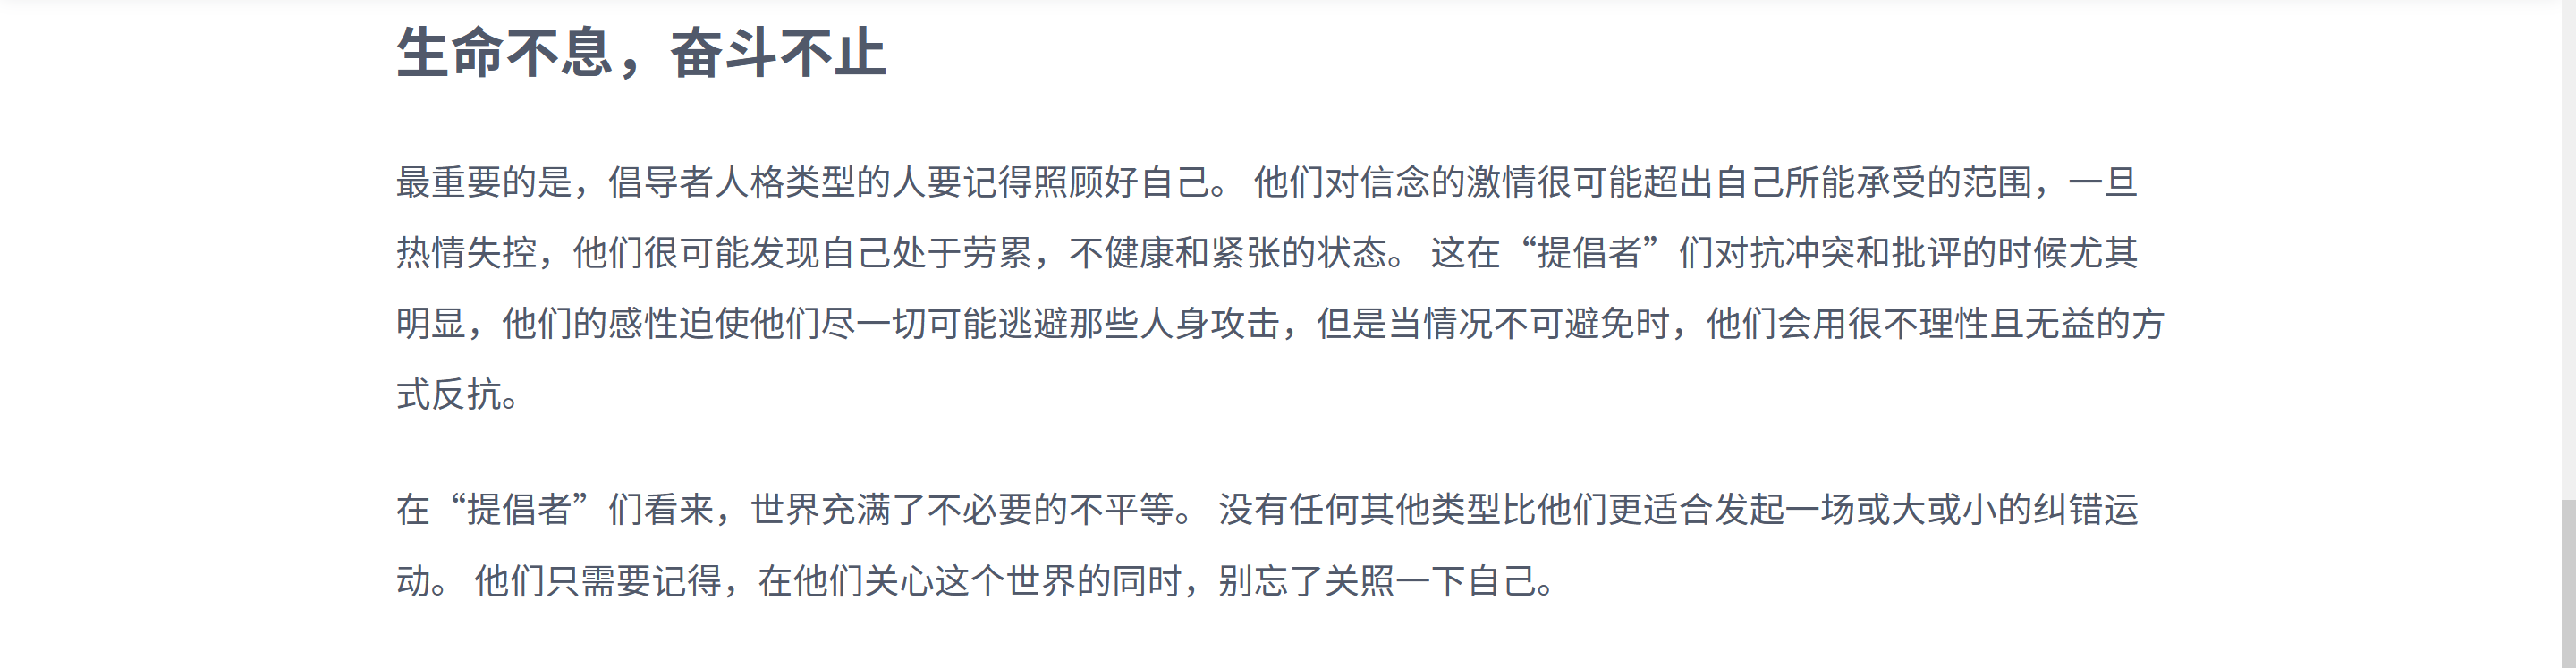 生命不息，奋斗不止
最重要的是，倡导者人格类型的人要记得照顾好自己。 他们对信念的激情很可能超出自己所能承受的范围，一旦
热情失控，他们很可能发现自己处于劳累，不健康和紧张的状态。 这在“提倡者”们对抗冲突和批评的时候尤其
明显，他们的感性迫使他们尽一切可能逃避那些人身攻击，但是当情况不可避免时，他们会用很不理性且无益的方
式反抗。
在“提倡者”们看来，世界充满了不必要的不平等。 没有任何其他类型比他们更适合发起一场或大或小的纠错运
动。 他们只需要记得，在他们关心这个世界的同时，别忘了关照一下自己。